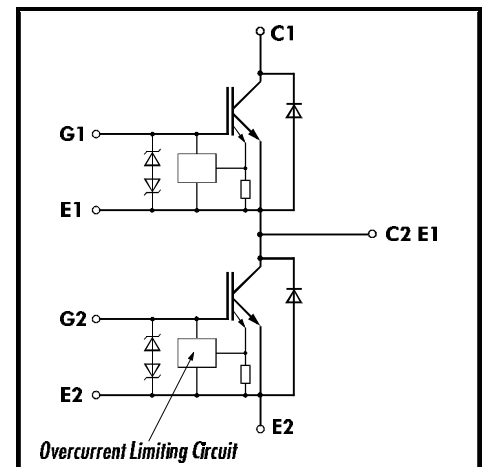 C1
G1
E1
C2 E1
G2
E2
E2
Overcurrent Limiting Circuit